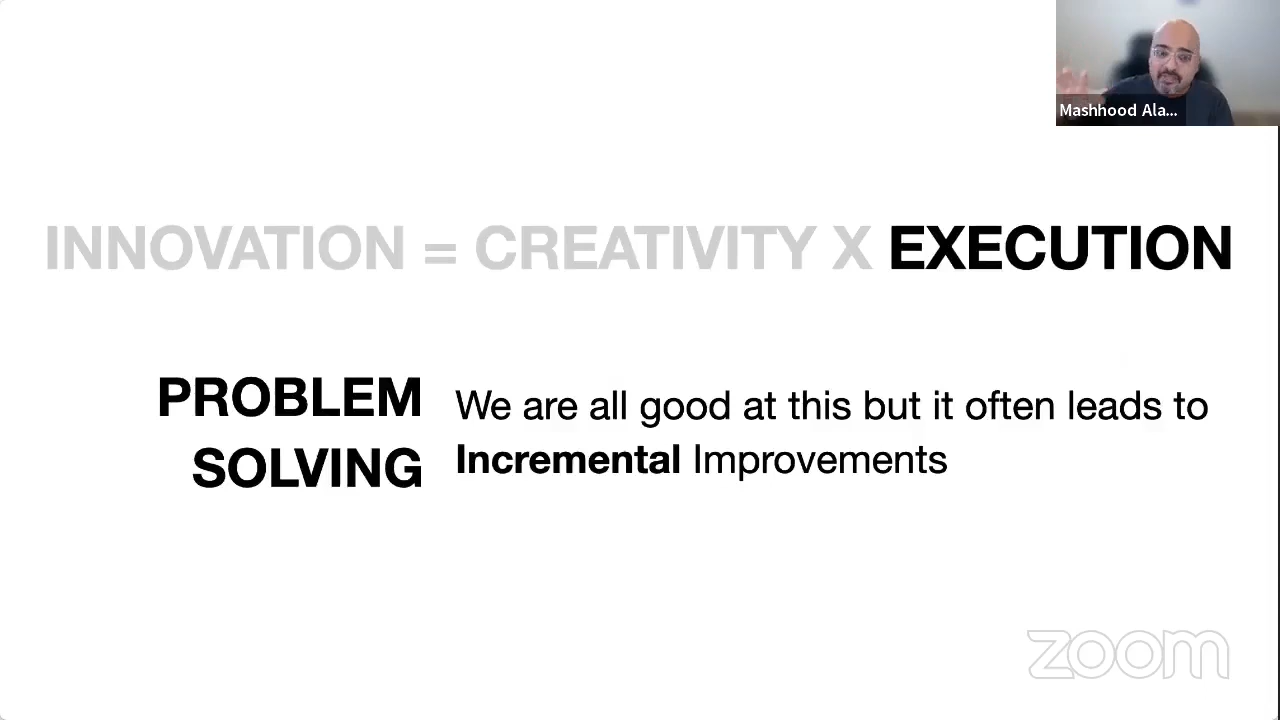 Mashhood Ala...
INNOVATION = CREATIVITY X EXECUTION
PROBLEM
SOLVING
We are all good at this but it often leads to
Incremental Improvements
zoom